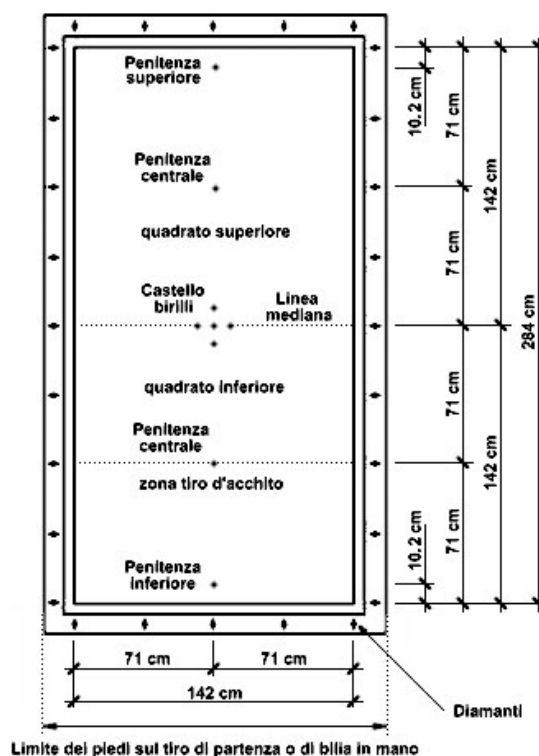 Penitenza
superiore
10.2 cm
71 cm
Penitenza
centrale
142 cm
quadrato superiore
71 cm
Castello
birilli
Linea
mediana
284 cm
quadrato inferiore
71 cm
Penitenza
centrale
142 cm
zona tiro d'acchito
10.2 cm
71 cm
Penitenza
inferiore
71 cm 71 cm
142 cm
Diamanti
Limite dei piedi sul tiro di partenza o di bilia in mano